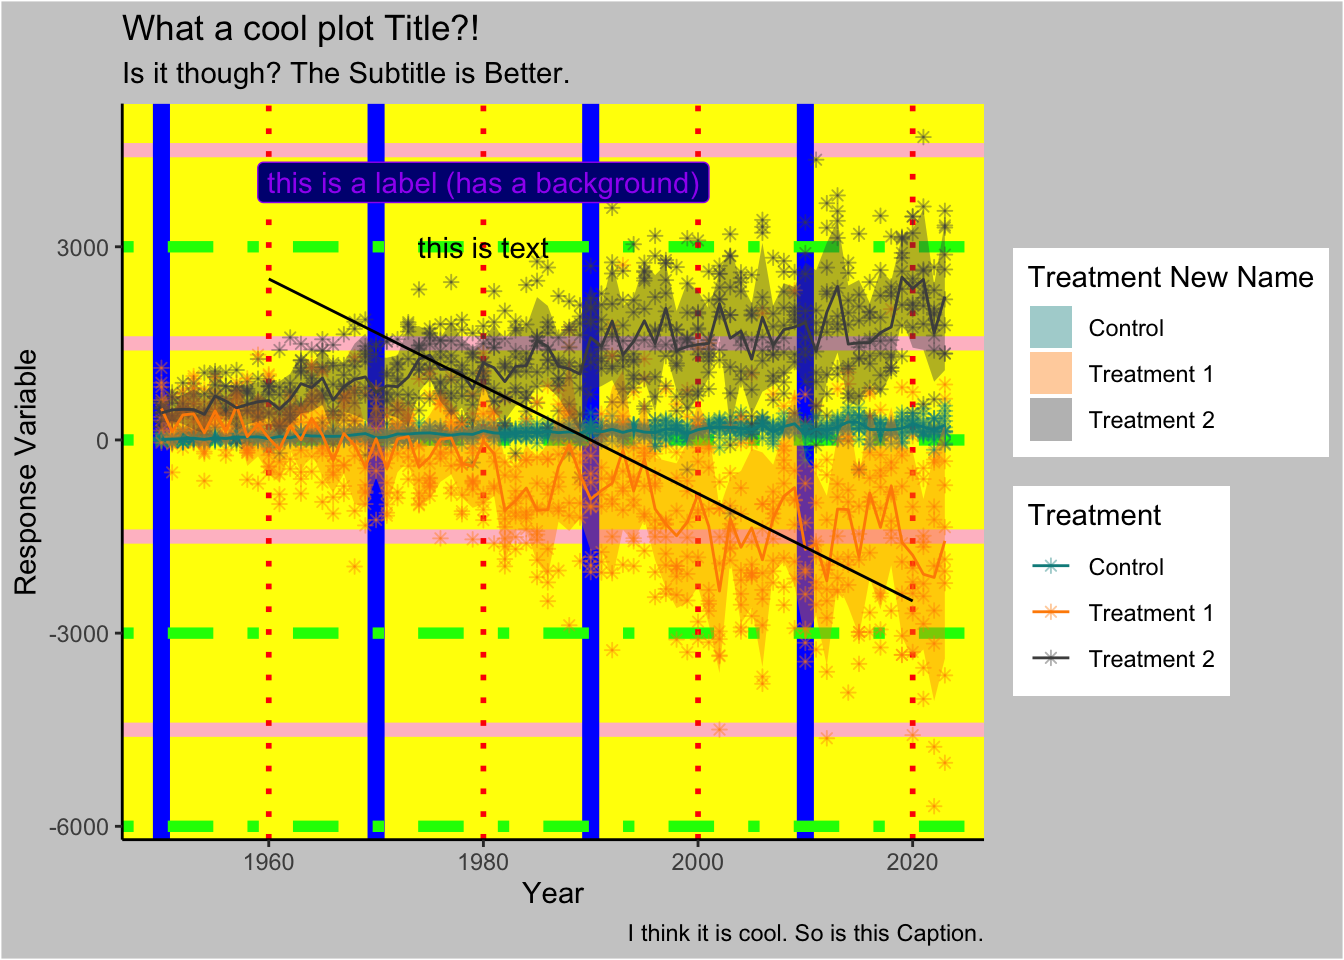 What a cool plot Title?!
Is it though? The Subtitle is Better.
this is a label (has a background)
this is text
Response Variable
3000
0
-3000
-6000
1960
1980
2000
2020
Year
I think it is cool. So is this Caption.
Treatment New Name
Control
Treatment 1
Treatment 2
Treatment
Control
Treatment 1
Treatment 2